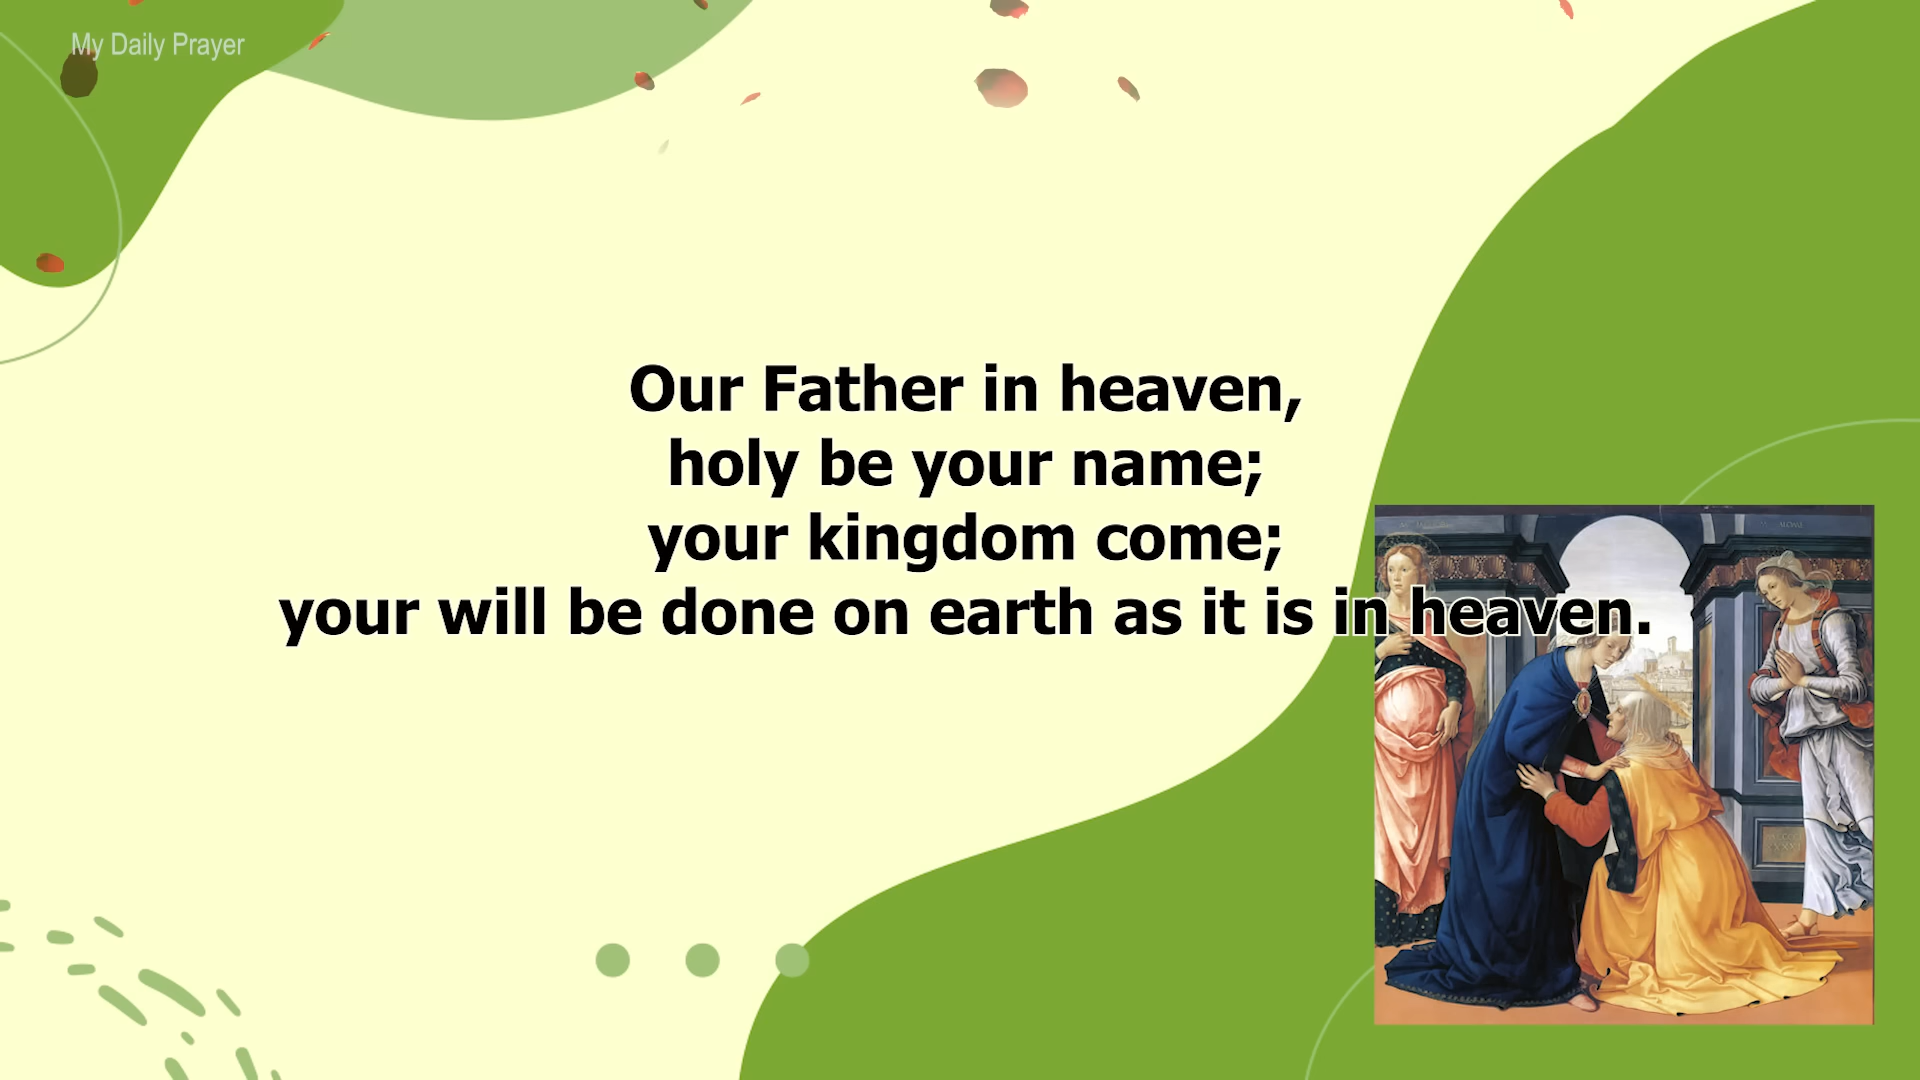 My Daily Prayer
Our Father in heaven,
holy be your name;
your kingdom come;
your will be done on earth as it is in heaven.